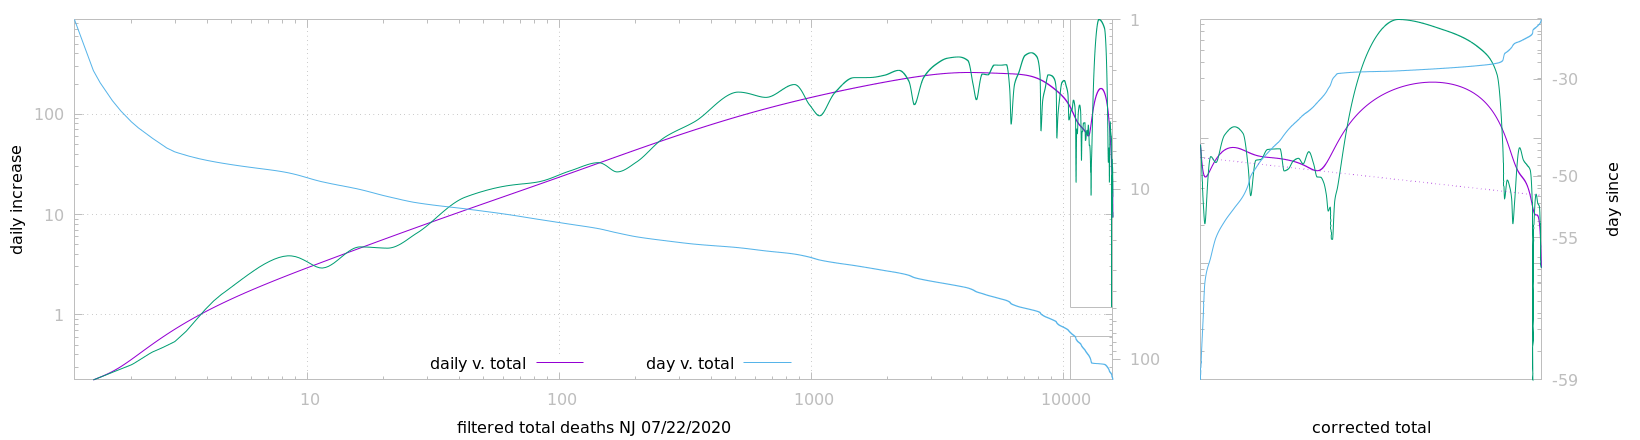 daily increase
100
10
1
daily v. total
day v. total
10
100
1000
10000
filtered total deaths NJ 07/22/2020
1
10
100
-30
-50
-55
-59
day since
corrected total